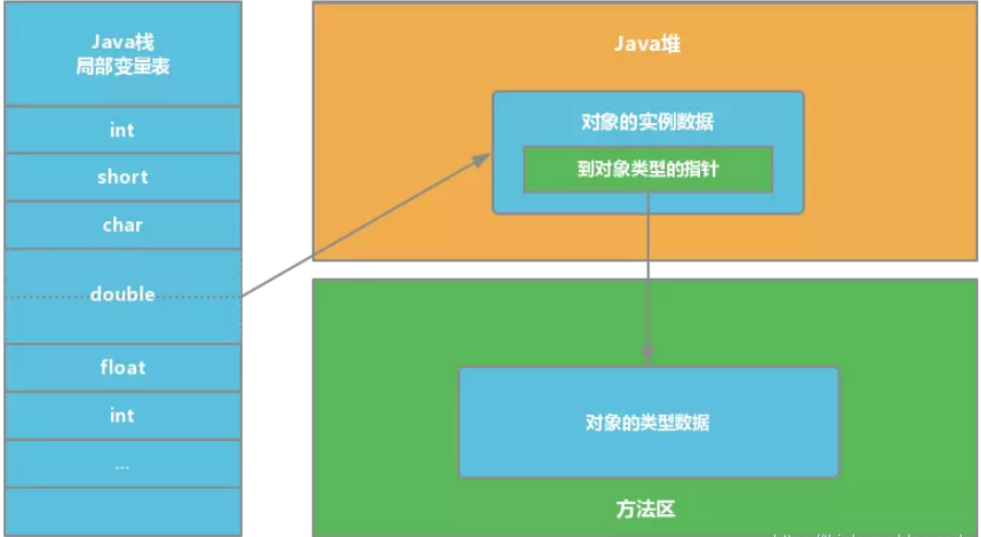 Java栈
局部变量表
int
short
char
double
float
int
...
Java堆
对象的实例数据
到对象类型的指针
对象的类型数据
方法区